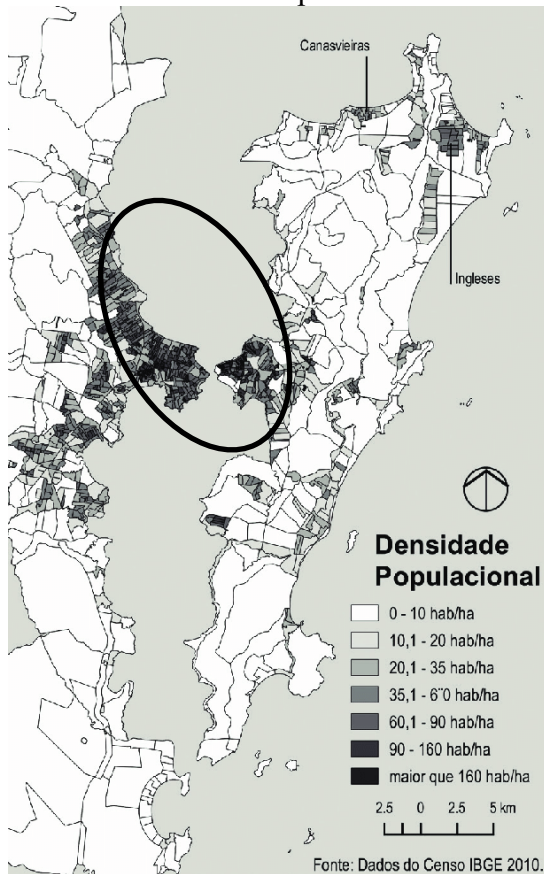 Canasvieiras
Ingleses
Densidade
Populacional
0 - 10 hab/ha
10,1 - 20 hab/ha
20,1 - 35 hab/ha
35,1 - 6¨0 hab/ha
60,1 - 90 hab/ha
90 - 160 hab/ha
maior que 160 hab/ha
2.5 0 2.5 5 km
Fonte: Dados do Censo IBGE 2010.